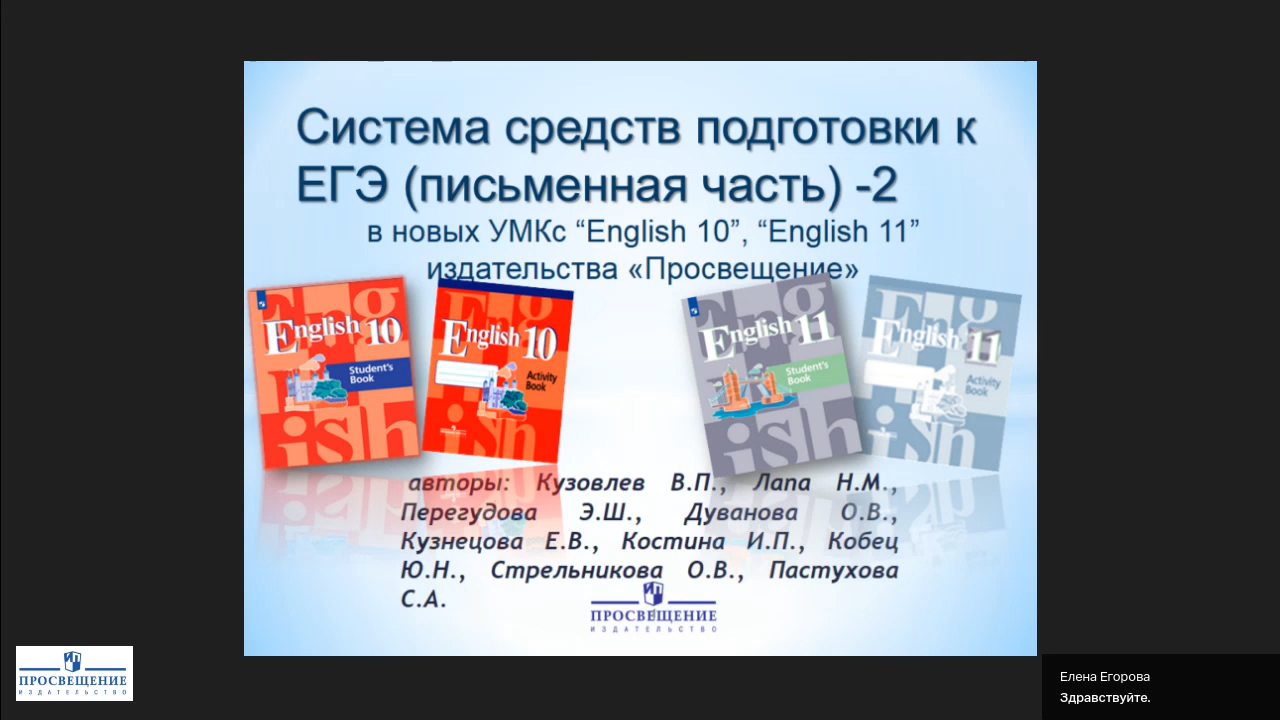 Система средств подготовки к
ЕГЭ (письменная часть) -2
в новых УМКс “English 10”, “English 11”
издательства «Просвещение»
English 10
Student's
Book
English 10
Activity
Book
English 11
Student's
Book
English 11
Activity
Book
авторы: Кузовлев В.П., Лапа Н.М.,
Перегудова Э.Ш., Дуванова О.В.,
Кузнецова Е.В., Костина И.П., Кобец
Ю.Н., Стрельникова О.В., Пастухова
С.А.
ПРОСВЕЩЕНИЕ
ИЗДАТЕЛЬСТВО
ПРОСВЕЩЕНИЕ
ИЗДАТЕЛЬСТВО
Елена Егорова
Здравствуйте.